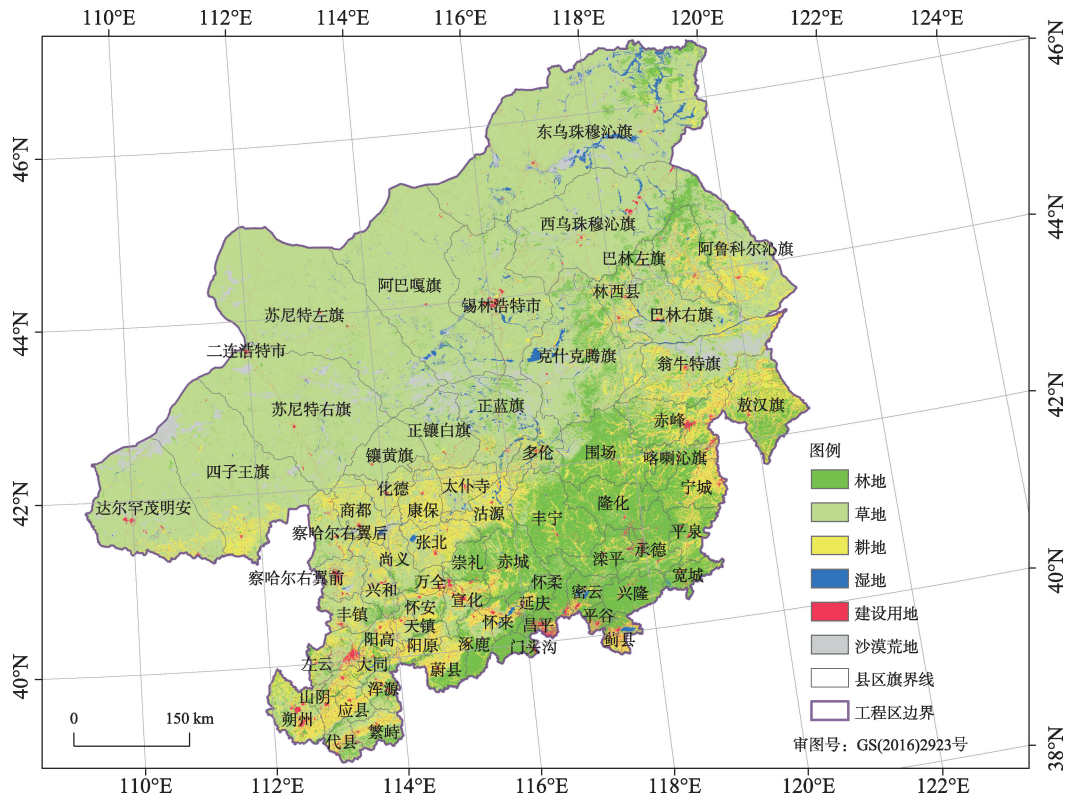 110°E 112°E 114°E 116°E 118°E 120°E 122°E 124°E
46°N
东乌珠穆沁旗
46°N
44°N
西乌珠穆沁旗
阿鲁科尔沁旗
巴林左旗
阿巴嘎旗
林西县
锡林浩特市
苏尼特左旗
巴林右旗
44°N
二连浩特市
克什克腾旗
翁牛特旗
42°N
苏尼特右旗
正蓝旗
敖汉旗
赤峰
正镶白旗
图例
镶黄旗
多伦
围场
喀喇沁旗
四子王旗
林地
化德
太仆寺
宁城
42°N
达尔罕茂明安
商都
康保
沽源
隆化
草地
丰宁
察哈尔右翼后
张北
平泉
耕地
尚义
崇礼
赤城
滦平
承德
40°N
察哈尔右翼前
兴和
万全
怀柔
宽城
湿地
丰镇
怀安
宣化
延庆
密云
兴隆
建设用地
天镇
怀来
昌平
平谷
阳高
阳原
涿鹿
门头沟
蓟县
沙漠荒地
40°N
左云
大同
蔚县
县区旗界线
山阴
浑源
朔州
应县
工程区边界
0 150 km
代县
繁峙
审图号：GS(2016)2923号
38°N
110°E 112°E 114°E 116°E 118°E 120°E 122°E